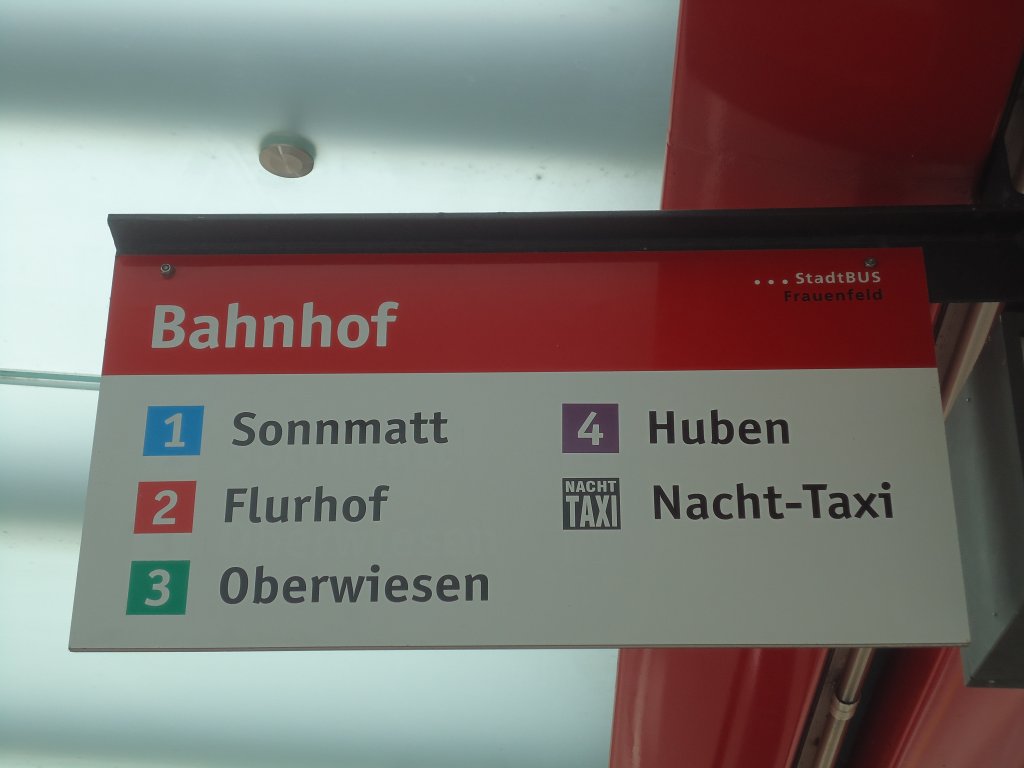 Bahnhof
... StadtBUS
Frauenfeld
1 Sonnmatt
2 Flurhof
3 Oberwiesen
4 Huben
NACHT
TAXI
Nacht-Taxi